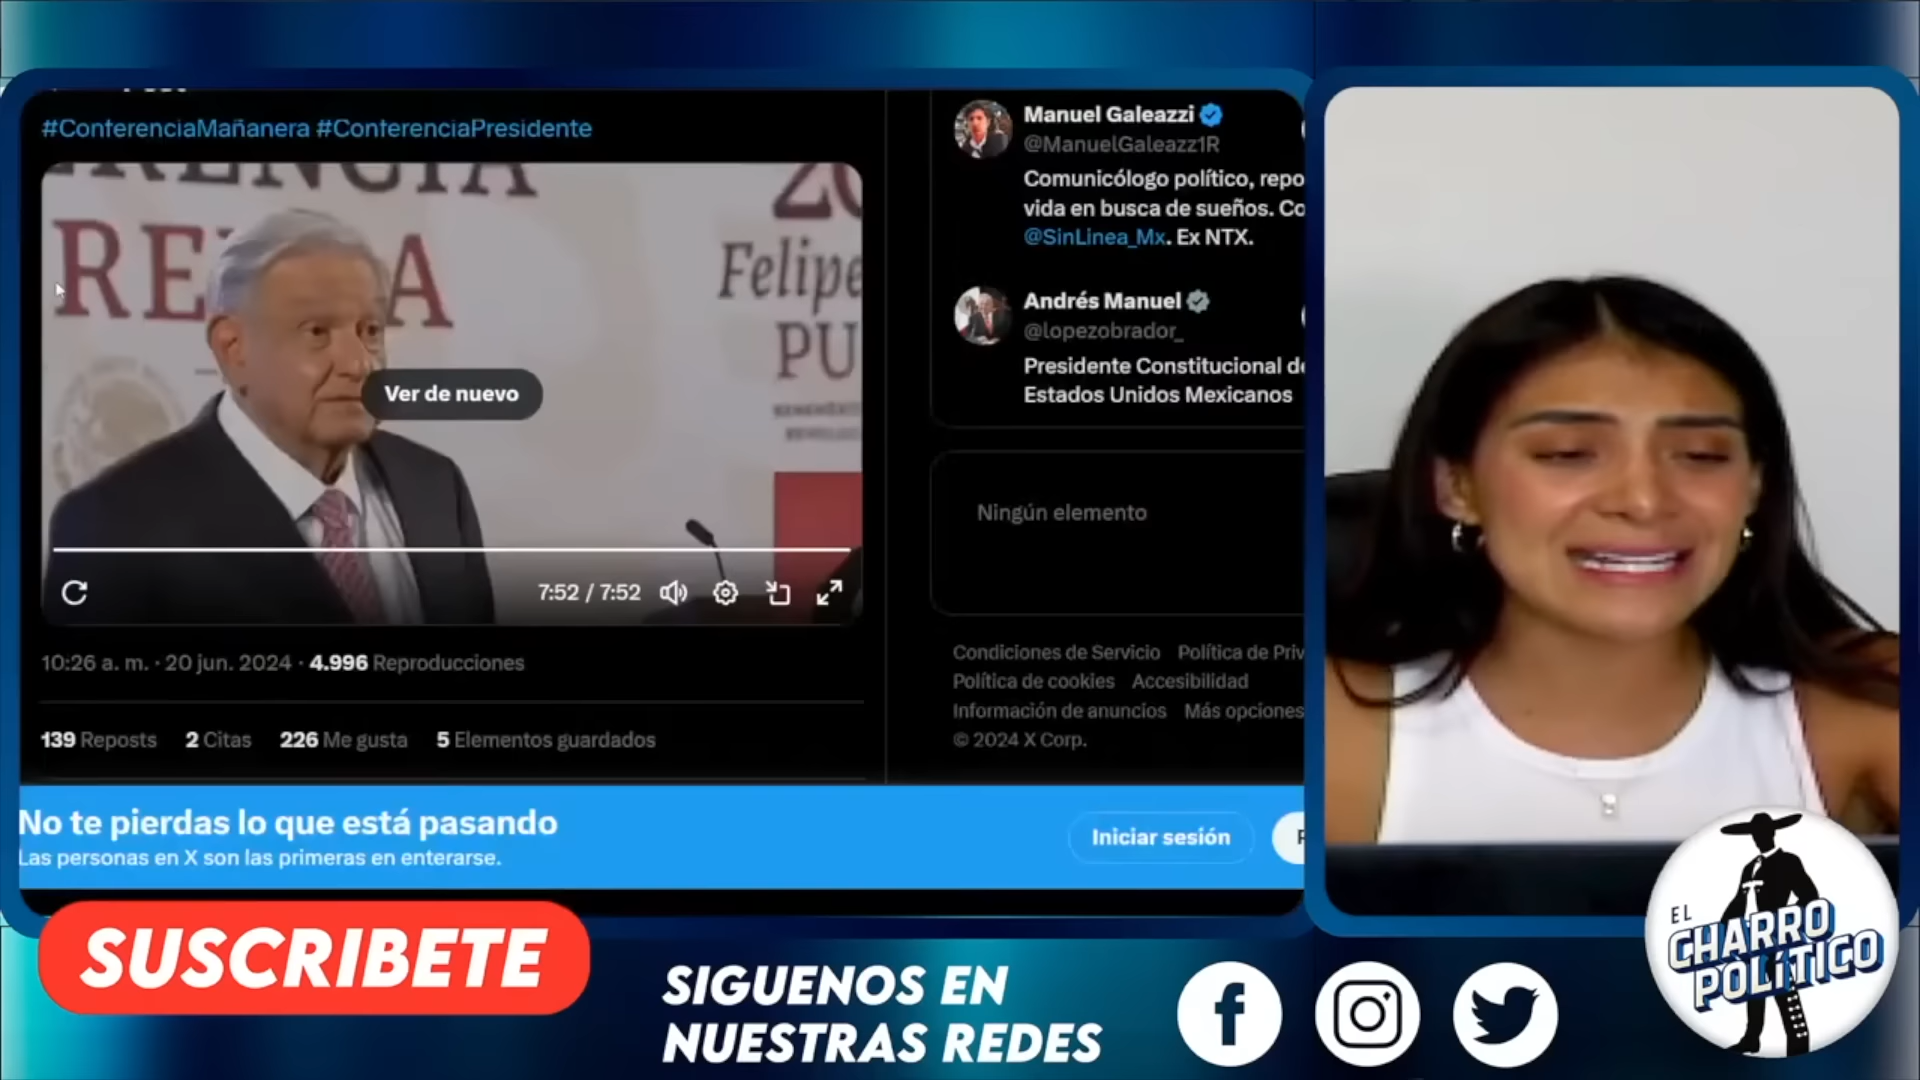 #ConferenciaMañanera #ConferenciaPresidente
Felipe
PU
Ver de nuevo
7:52 / 7:52
10:26 a. m. · 20 jun. 2024 · 4.996 Reproducciones
139 Reposts 2 Citas 226 Me gusta 5 Elementos guardados
Manuel Galeazzi
@ManuelGaleazz1R
Comunicólogo político, repo
vida en busca de sueños. Co
@SinLinea_Mx. Ex NTX.
Andrés Manuel
@lopezobrador_
Presidente Constitucional de
Estados Unidos Mexicanos
Ningún elemento
Condiciones de Servicio Política de Priv
Política de cookies Accesibilidad
Información de anuncios Más opciones
© 2024 X Corp.
No te pierdas lo que está pasando
Las personas en X son las primeras en enterarse.
Iniciar sesión
SUSCRIBETE
SIGUENOS EN
NUESTRAS REDES
EL
CHARRO
POLÍTICO